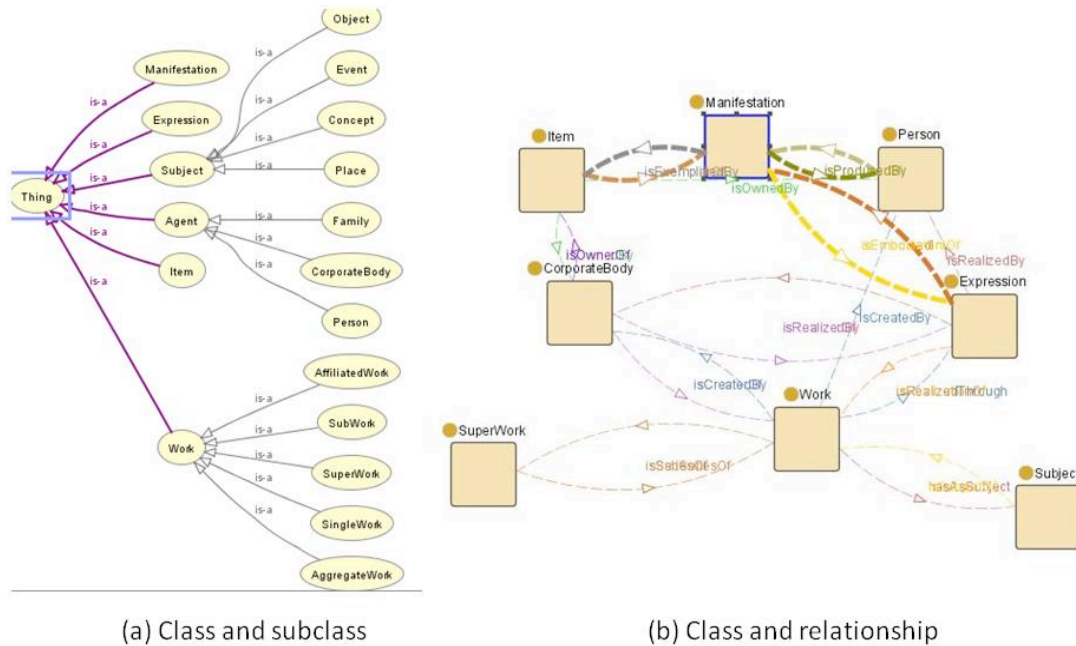 Object
is-a
Manifestation
is-a
Event
is-a
Expression
is-a
Concept
is-a
is-a
Subject
is-a
Place
is-a
Thing
is-a
Agent
is-a
Family
is-a
is-a
Item
CorporateBody
is-a
is-a
Person
AffiliatedWork
is-a
SubWork
is-a
Work
is-a
SuperWork
is-a
SingleWork
is-a
AggregateWork
(a) Class and subclass
Manifestation
Item
Person
isExemplifiedBy
isProducedBy
isOwnedBy
isOwnerOf
isRealizedBy
CorporateBody
Expression
isRealizedBy
isCreatedBy
isCreatedBy
Work
SuperWork
hasAsSubject
Subject
(b) Class and relationship